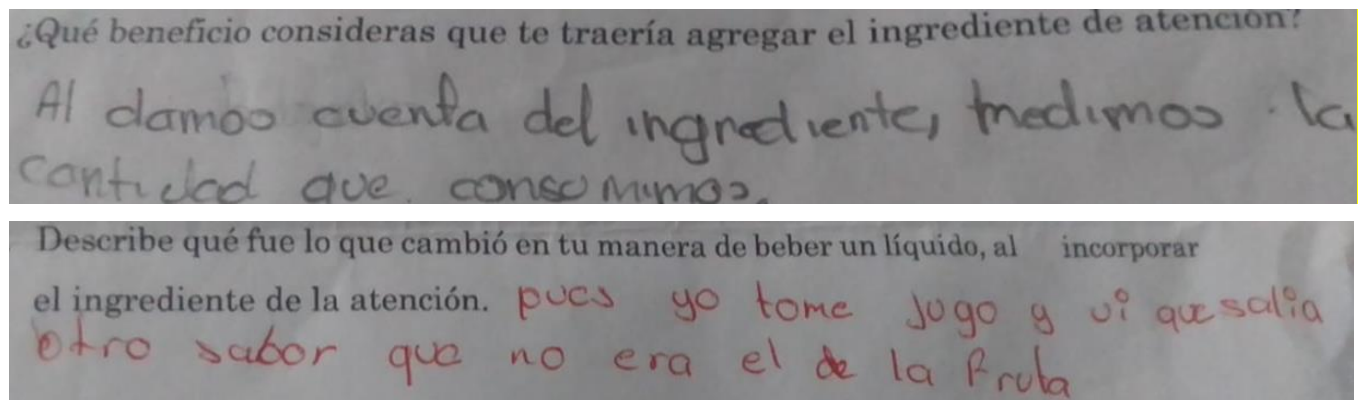 ¿Qué beneficio consideras que te traería agregar el ingrediente de atención?
Al darnos cuenta del ingrediente, medimos la
cantidad que consumimos.
Describe qué fue lo que cambió en tu manera de beber un líquido, al incorporar
el ingrediente de la atención. pues yo tome jugo y vi que salia
otro sabor que no era el de la fruta